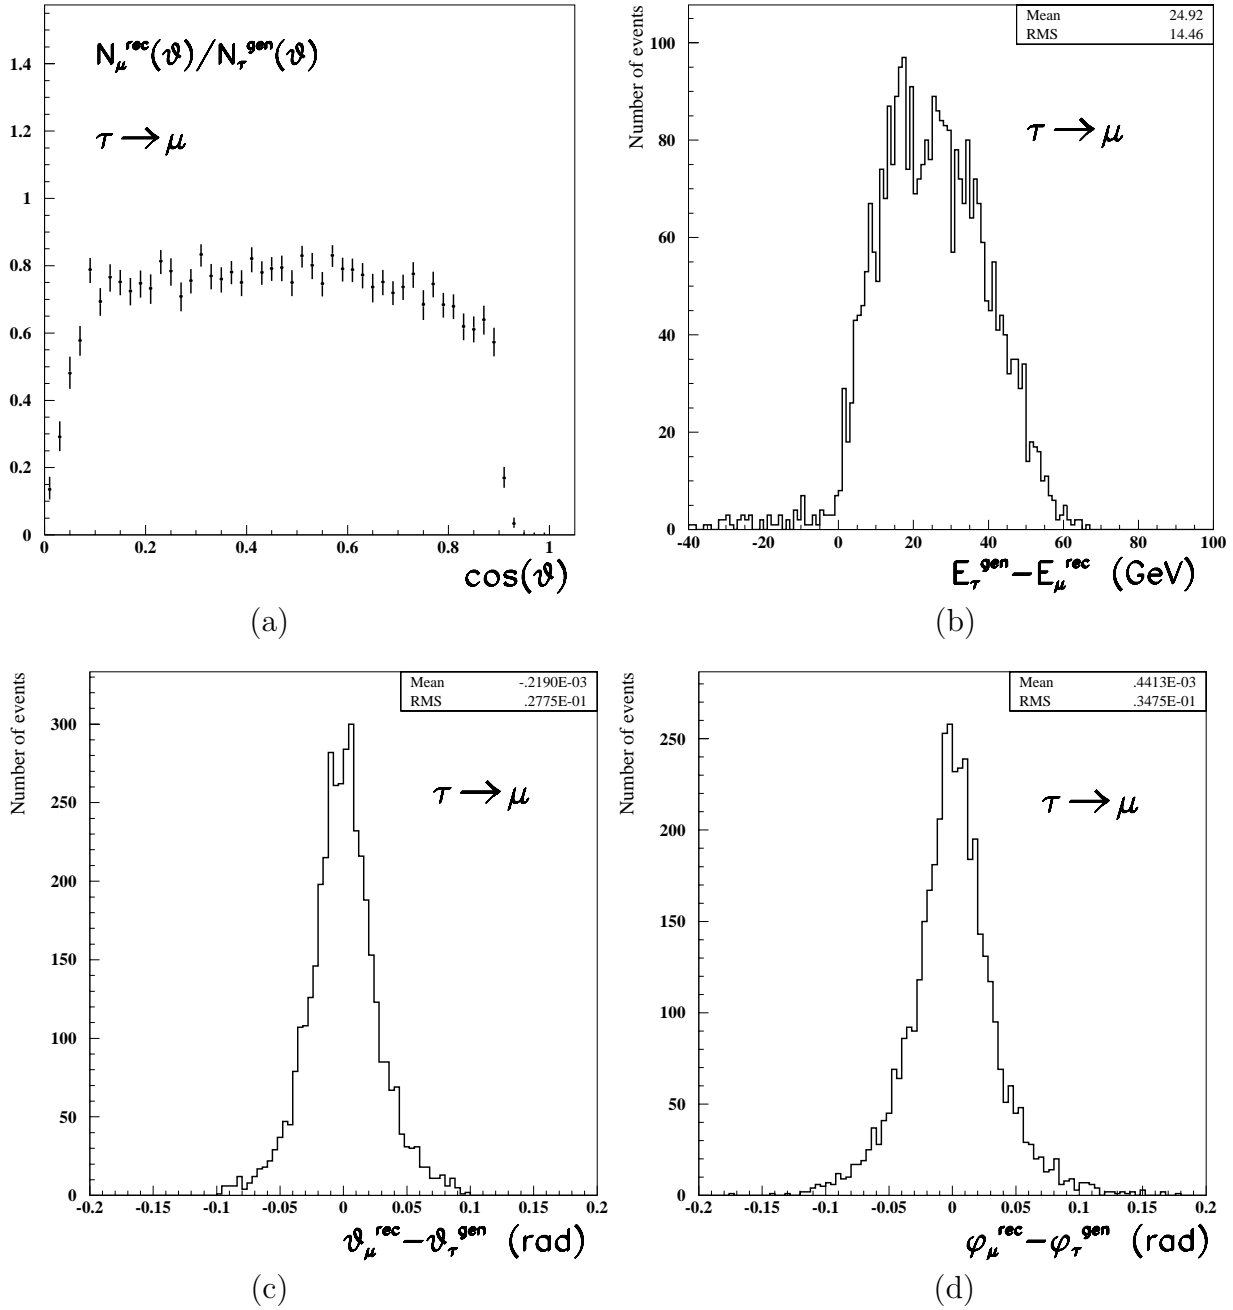 N_μ^rec(ϑ)/N_τ^gen(ϑ)
τ → μ
1.4
1.2
1
0.8
0.6
0.4
0.2
0
0 0.2 0.4 0.6 0.8 1
cos(ϑ)
(a)
Mean 24.92
RMS 14.46
Number of events
τ → μ
100
80
60
40
20
0
-40 -20 0 20 40 60 80 100
E_τ^gen−E_μ^rec (GeV)
(b)
Mean -.2190E-03
RMS .2775E-01
Number of events
τ → μ
300
250
200
150
100
50
0
-0.2 -0.15 -0.1 -0.05 0 0.05 0.1 0.15 0.2
ϑ_μ^rec−ϑ_τ^gen (rad)
(c)
Mean .4413E-03
RMS .3475E-01
Number of events
τ → μ
250
200
150
100
50
0
-0.2 -0.15 -0.1 -0.05 0 0.05 0.1 0.15 0.2
φ_μ^rec−φ_τ^gen (rad)
(d)